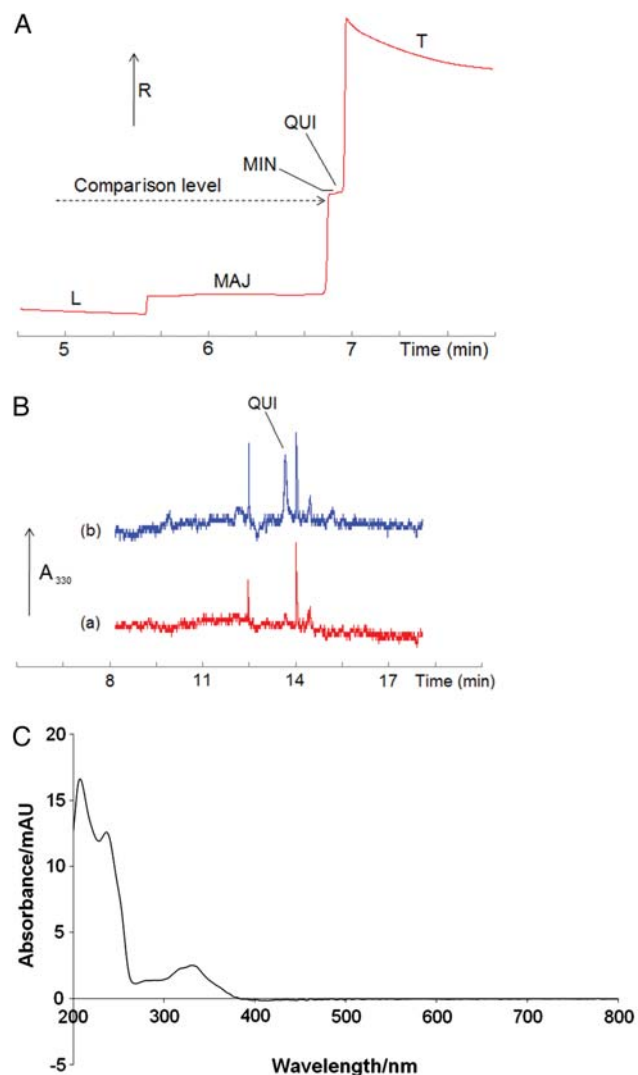 A
R
T
QUI
MIN
Comparison level
L
MAJ
5 6 7 Time (min)
B
QUI
(b)
A330
(a)
8 11 14 17 Time (min)
C
20
15
10
5
0
-5
Absorbance/mAU
200 300 400 500 600 700 800
Wavelength/nm